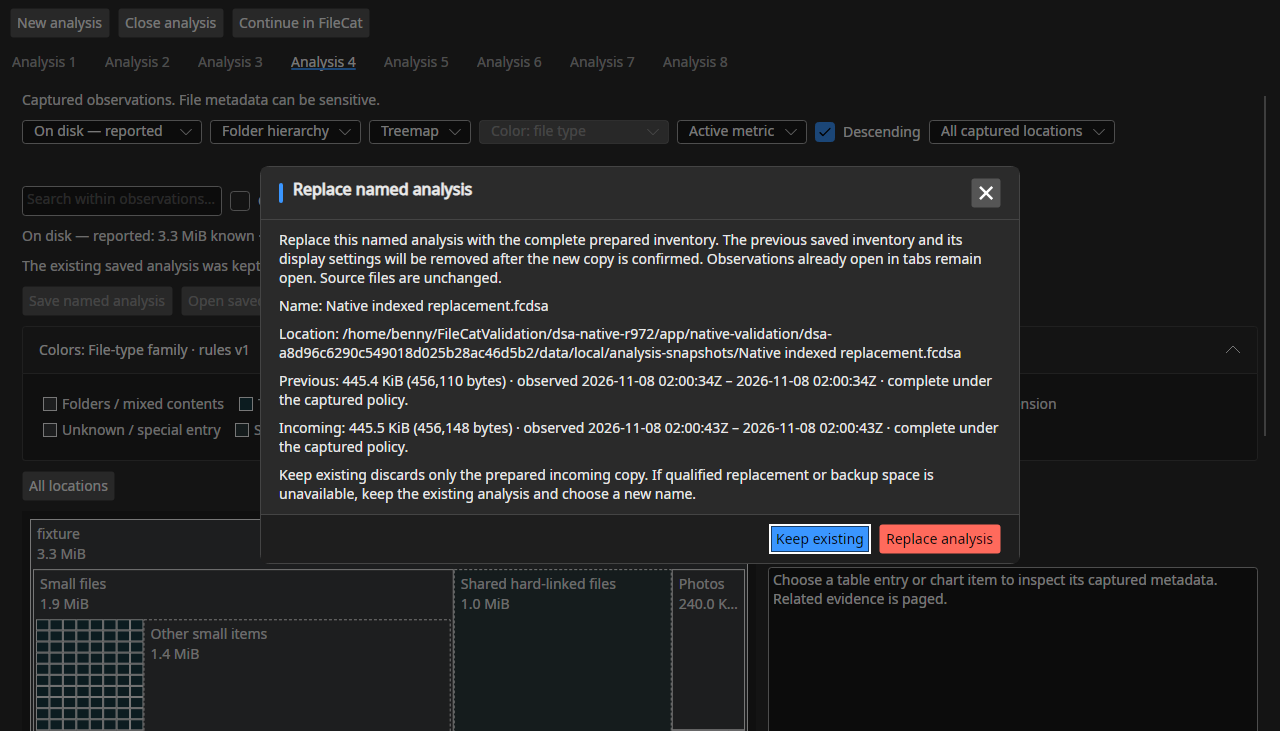 New analysis Close analysis Continue in FileCat
Analysis 1 Analysis 2 Analysis 3 Analysis 4 Analysis 5 Analysis 6 Analysis 7 Analysis 8
Captured observations. File metadata can be sensitive.
On disk — reported Folder hierarchy Treemap Color: file type Active metric Descending All captured locations
Replace named analysis
Replace this named analysis with the complete prepared inventory. The previous saved inventory and its
display settings will be removed after the new copy is confirmed. Observations already open in tabs remain
open. Source files are unchanged.
Name: Native indexed replacement.fcdsa
Location: /home/benny/FileCatValidation/dsa-native-r972/app/native-validation/dsa-
a8d96c6290c549018d025b28ac46d5b2/data/local/analysis-snapshots/Native indexed replacement.fcdsa
Previous: 445.4 KiB (456,110 bytes) · observed 2026-11-08 02:00:34Z – 2026-11-08 02:00:34Z · complete under
the captured policy.
Incoming: 445.5 KiB (456,148 bytes) · observed 2026-11-08 02:00:43Z – 2026-11-08 02:00:43Z · complete under
the captured policy.
Keep existing discards only the prepared incoming copy. If qualified replacement or backup space is
unavailable, keep the existing analysis and choose a new name.
Keep existing Replace analysis
Search within observations...
On disk — reported: 3.3 MiB known
The existing saved analysis was kept
Save named analysis Open saved
Colors: File-type family · rules v1
Folders / mixed contents
Unknown / special entry
All locations
fixture
3.3 MiB
Small files
1.9 MiB
Other small items
1.4 MiB
Shared hard-linked files
1.0 MiB
Photos
240.0 K...
Choose a table entry or chart item to inspect its captured metadata.
Related evidence is paged.